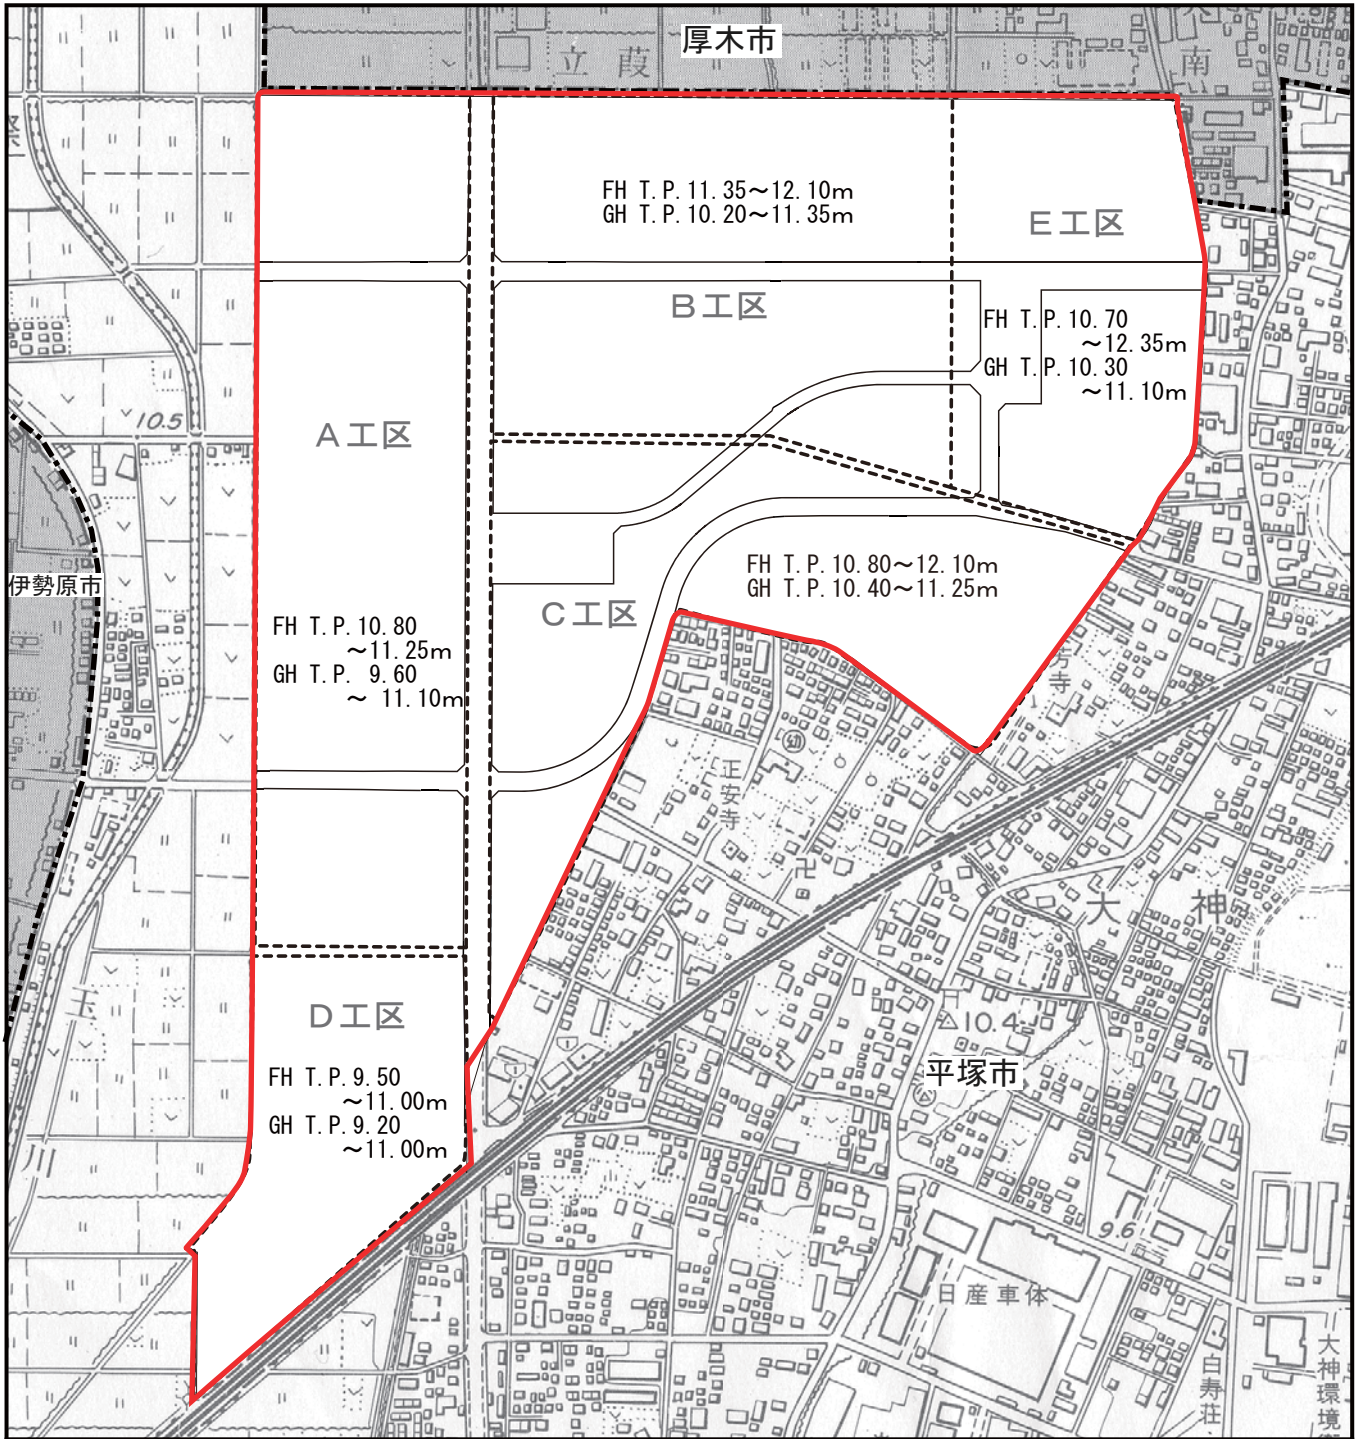 厚木市
立葭
南
FH T.P.11.35～12.10m
GH T.P.10.20～11.35m
E工区
B工区
FH T.P.10.70
～12.35m
GH T.P.10.30
～11.10m
10.5
A工区
伊勢原市
FH T.P.10.80～12.10m
GH T.P.10.40～11.25m
C工区
FH T.P.10.80
～11.25m
GH T.P. 9.60
～ 11.10m
寺
幼
正安寺
卍
大神
D工区
10.4
平塚市
FH T.P.9.50
～11.00m
GH T.P.9.20
～11.00m
川
9.6
日産車体
白寿荘
大神環境